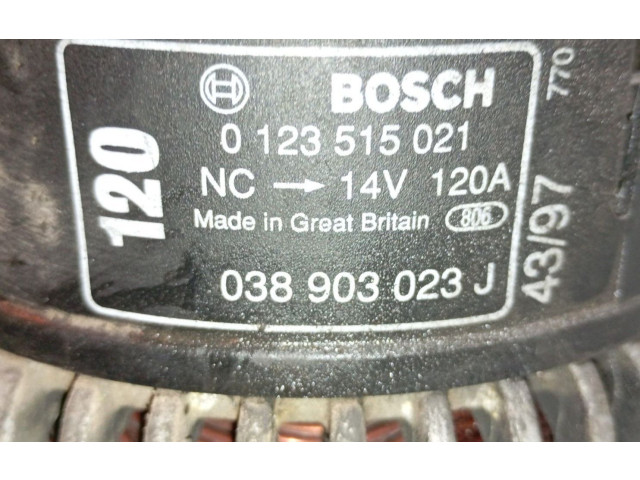 BOSCH
0 123 515 021
NC → 14V 120A
Made in Great Britain 806
038 903 023 J
120
43/97
770